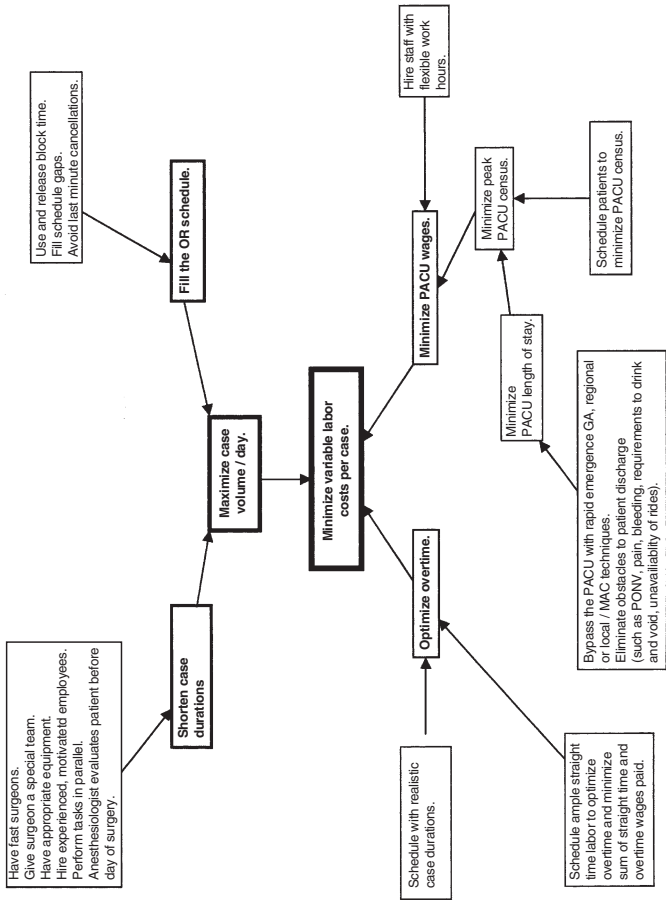 Have fast surgeons.
Give surgeon a special team.
Have appropriate equipment.
Hire experienced, motivatetd employees.
Perform tasks in parallel.
Anesthesiologist evaluates patient before
day of surgery.
Use and release block time.
Fill schedule gaps.
Avoid last minute cancellations.
Shorten case
durations
Fill the OR schedule.
Maximize case
volume / day.
Minimize variable labor
costs per case.
Optimize overtime.
Minimize PACU wages.
Hire staff with
flexible work
hours.
Schedule with realistic
case durations.
Minimize peak
PACU census.
Minimize
PACU length of stay.
Schedule ample straight
time labor to optimize
overtime and minimize
sum of straight time and
overtime wages paid.
Bypass the PACU with rapid emergence GA, regional
or local / MAC techniques.
Eliminate obstacles to patient discharge
(such as PONV, pain, bleeding, requirements to drink
and void, unavailiablity of rides).
Schedule patients to
minimize PACU census.